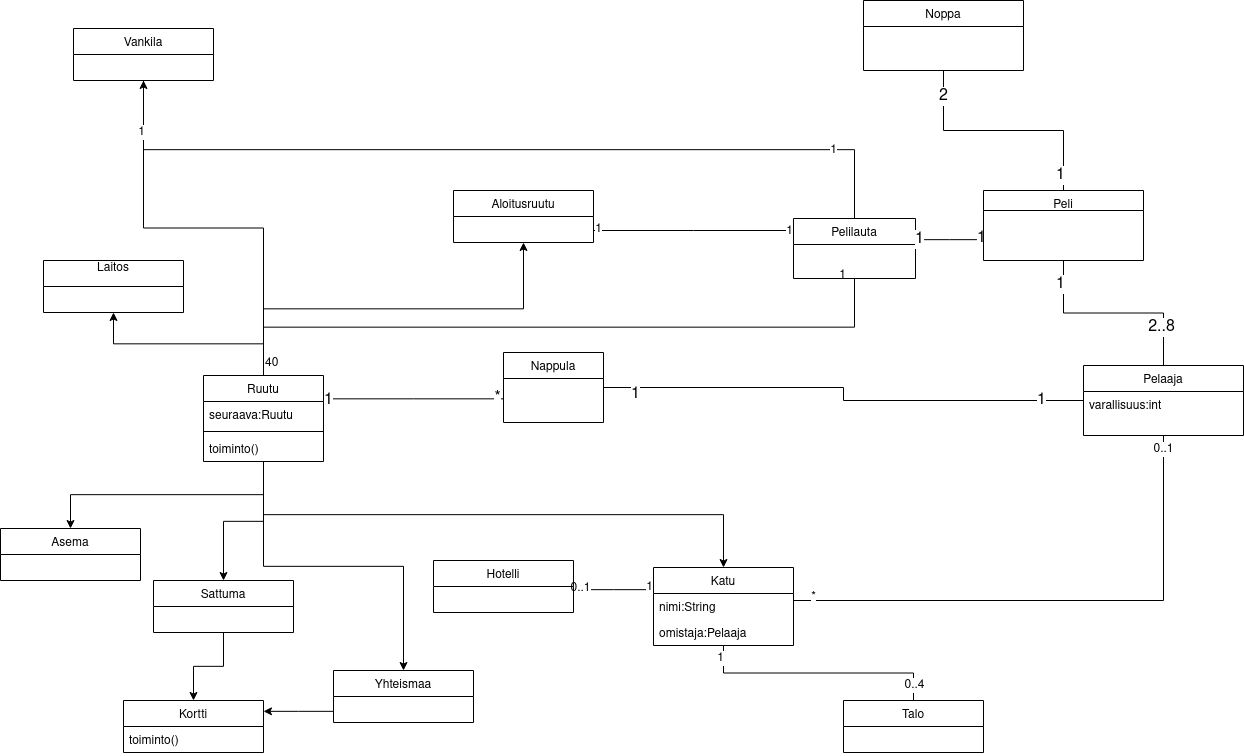 Noppa
Vankila
2
1
1
1
Peli
Aloitusruutu
1
1
Pelilauta
1
1
1
Laitos
1
2..8
40
Nappula
Pelaaja
Ruutu
1
*
1
1
varallisuus:int
seuraava:Ruutu
toiminto()
0..1
Asema
Hotelli
0..1
1
Katu
Sattuma
nimi:String
*
omistaja:Pelaaja
1
Yhteismaa
0..4
Kortti
Talo
toiminto()